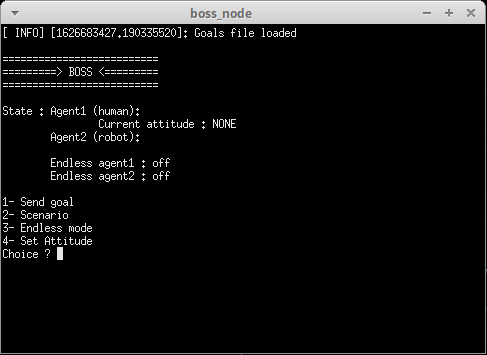 boss_node
[ INFO] [1626683427.190335520]: Goals file loaded
==========================
=========> BOSS <=========
==========================
State : Agent1 (human):
Current attitude : NONE
Agent2 (robot):
Endless agent1 : off
Endless agent2 : off
1- Send goal
2- Scenario
3- Endless mode
4- Set Attitude
Choice ?